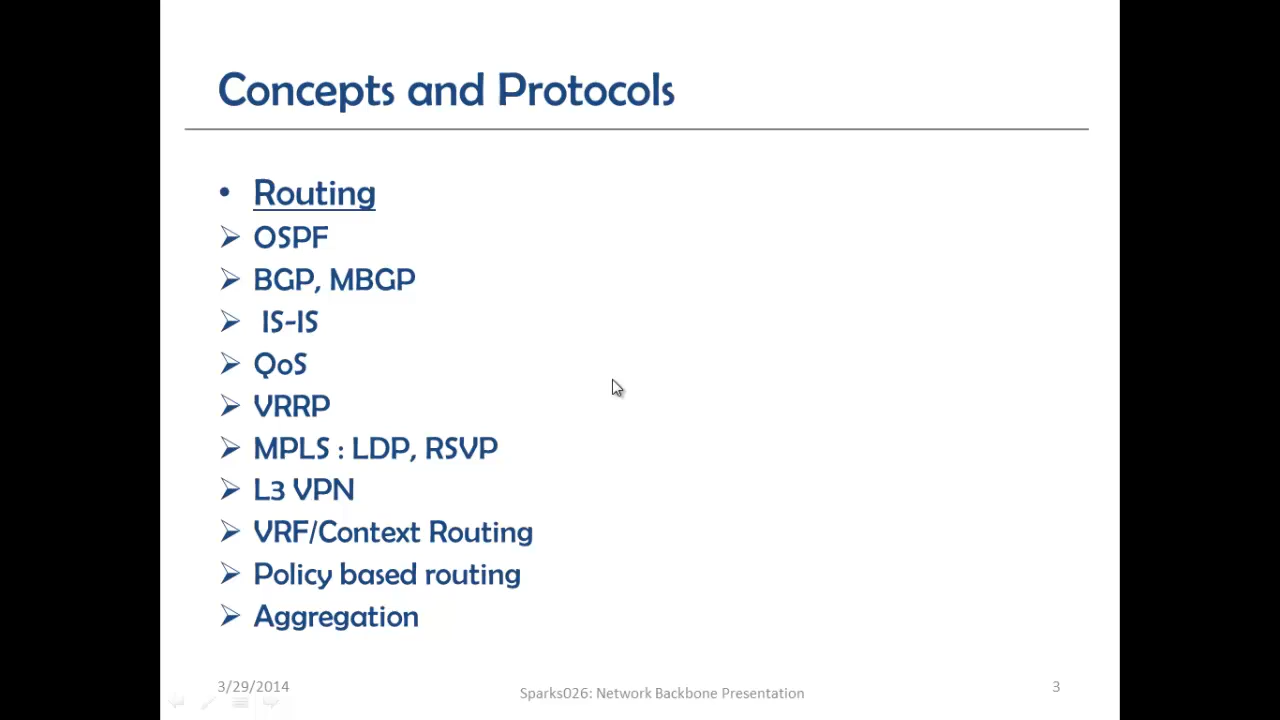 Concepts and Protocols
• Routing
➢ OSPF
➢ BGP, MBGP
➢ IS-IS
➢ QoS
➢ VRRP
➢ MPLS : LDP, RSVP
➢ L3 VPN
➢ VRF/Context Routing
➢ Policy based routing
➢ Aggregation
3/29/2014
Sparks026: Network Backbone Presentation
3